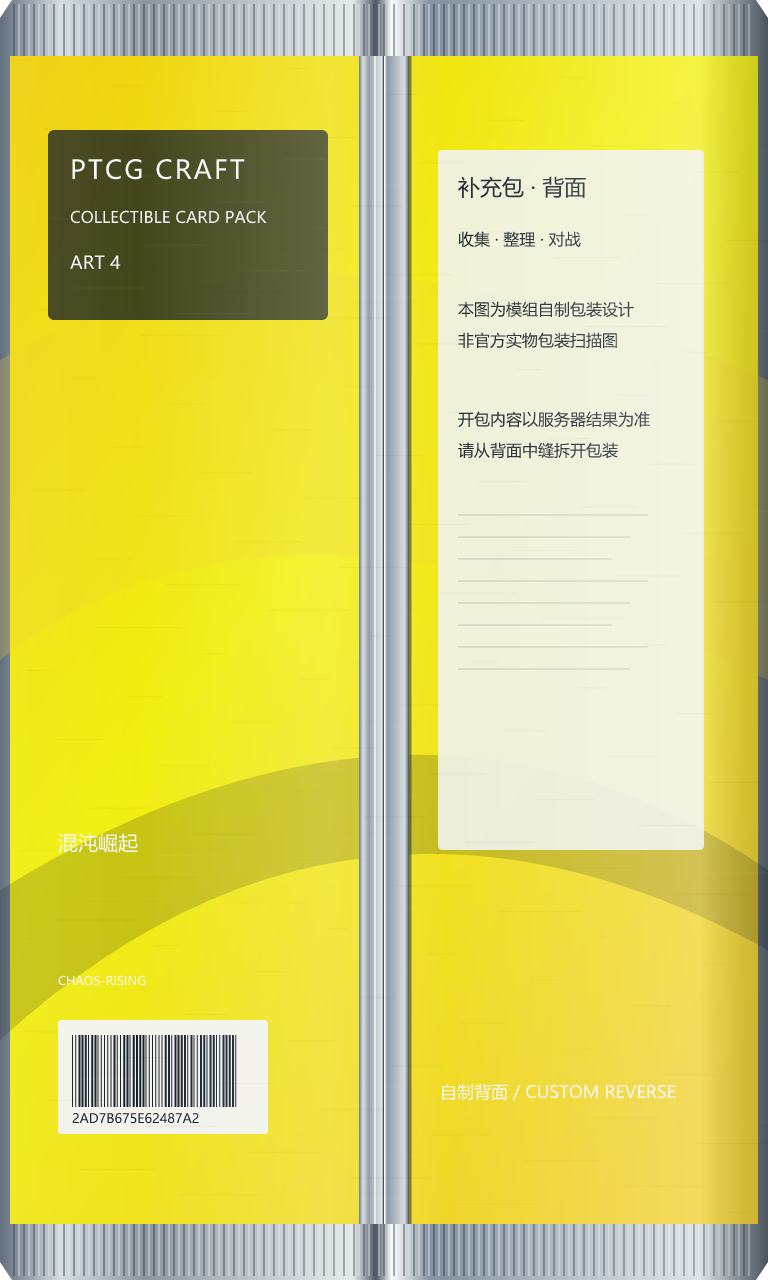 PTCG CRAFT
COLLECTIBLE CARD PACK
ART 4
混沌崛起
CHAOS-RISING
2AD7B675E62487A2
补充包 · 背面
收集 · 整理 · 对战
本图为模组自制包装设计
非官方实物包装扫描图
开包内容以服务器结果为准
请从背面中缝拆开包装
自制背面 / CUSTOM REVERSE